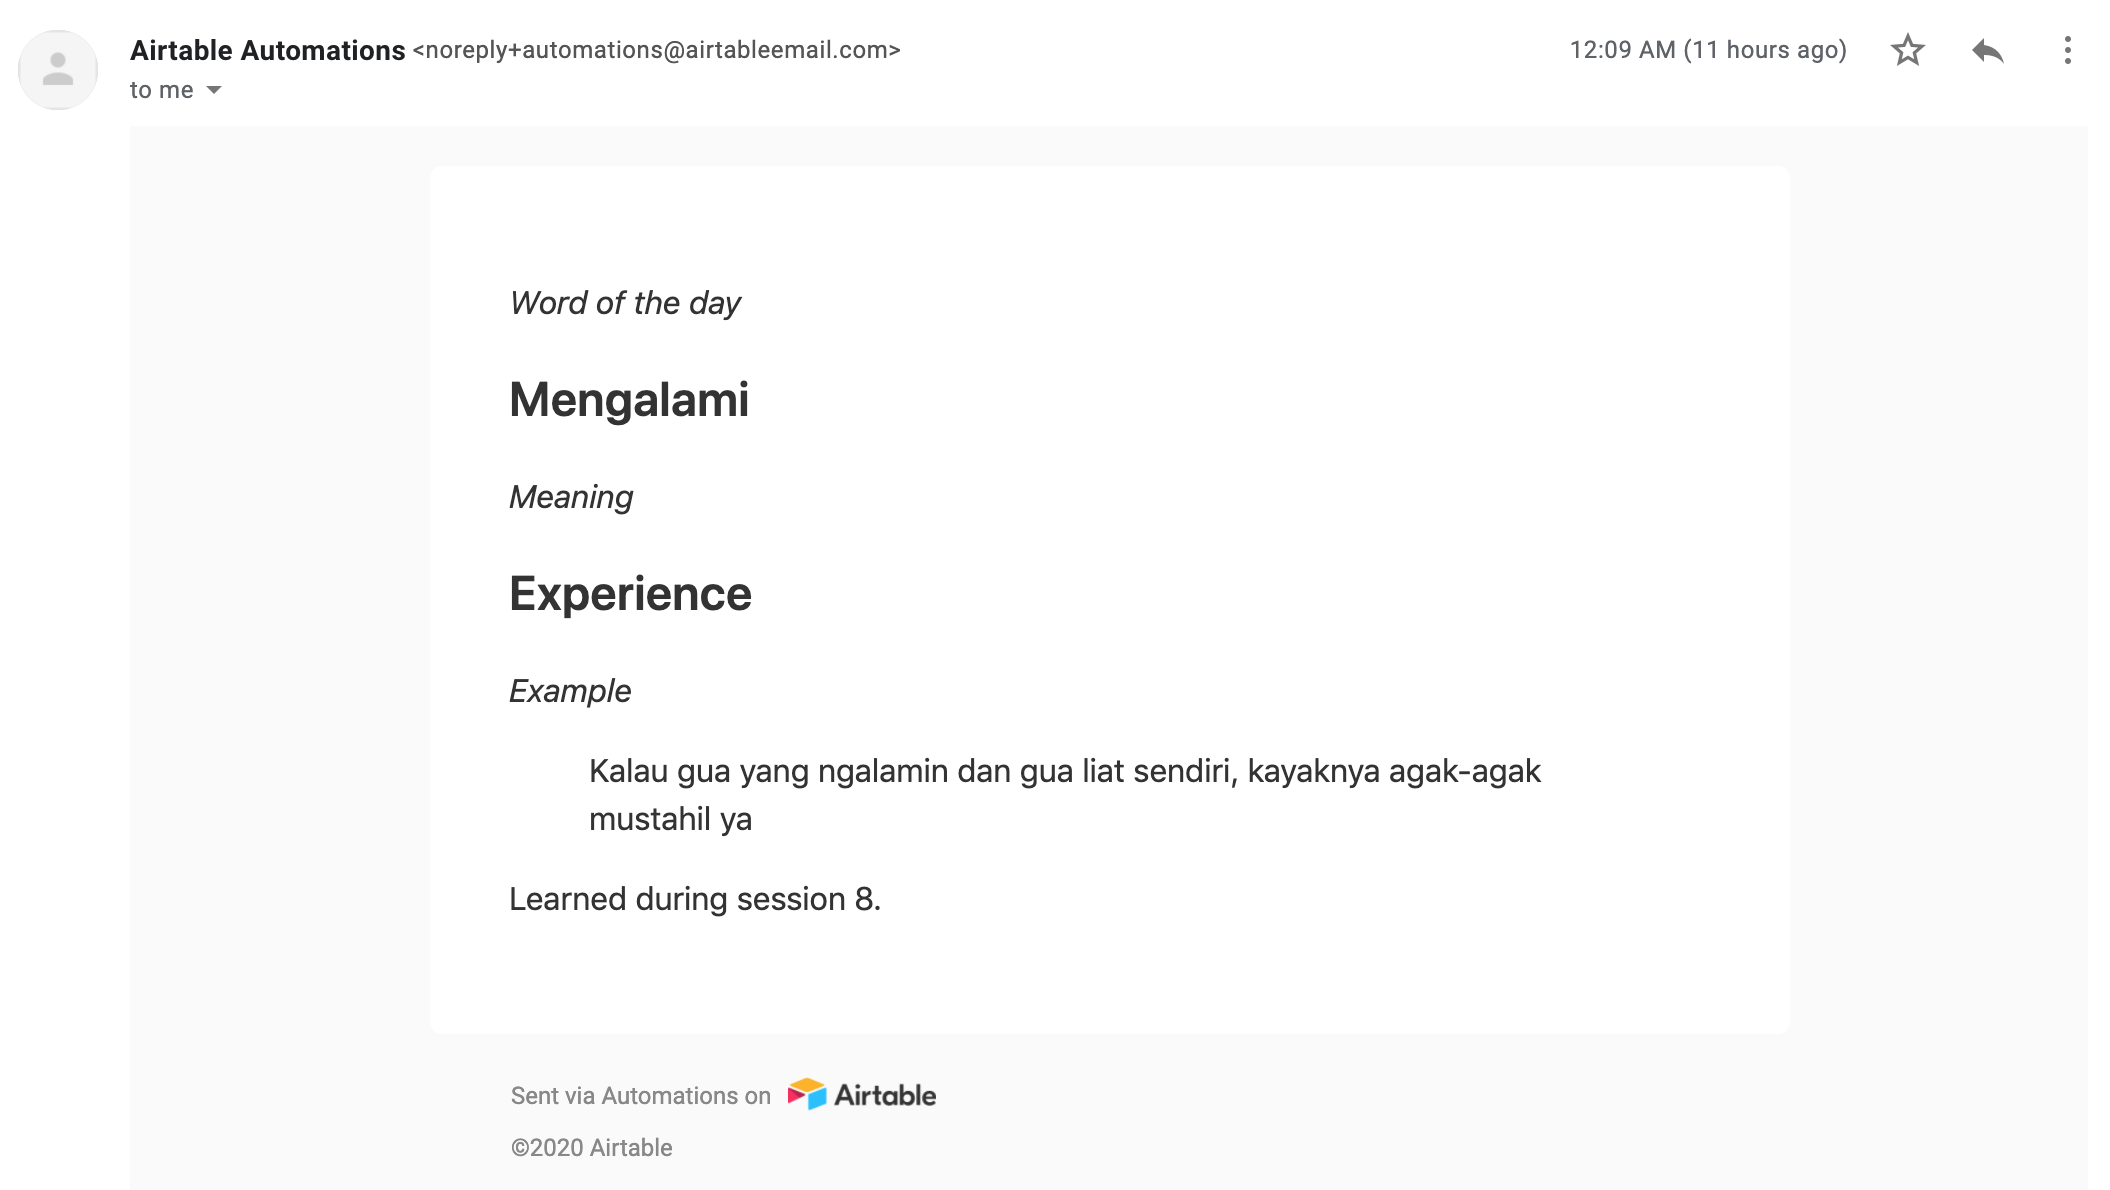 Airtable Automations <noreply+automations@airtableemail.com>
12:09 AM (11 hours ago)
to me
Word of the day
Mengalami
Meaning
Experience
Example
Kalau gua yang ngalamin dan gua liat sendiri, kayaknya agak-agak
mustahil ya
Learned during session 8.
Sent via Automations on Airtable
©2020 Airtable